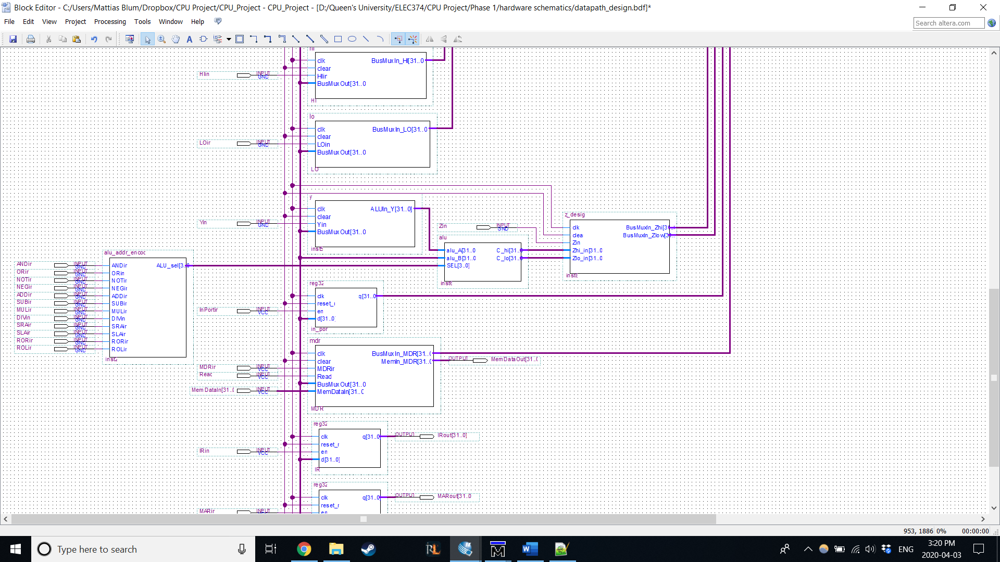 Block Editor - C:/Users/Mattias Blum/Dropbox/CPU Project/CPU_Project - CPU_Project - [D:/Queen's University/ELEC374/CPU Project/Phase 1/hardware schematics/datapath_design.bdf]*
File Edit View Project Processing Tools Window Help
Search altera.com
clk BusMuxIn_HI[31..0
clear
HIin INPUT GND HIin
BusMuxOut[31..0
HI
lo
clk BusMuxIn_LO[31..0
clear
LOir INPUT GND LOin
BusMuxOut[31..0
LO
y
clk ALUIn_Y[31..0]
clear
Yin INPUT GND Yin
BusMuxOut[31..0
inst5
z_desig
clk BusMuxIn_Zhi[31..
clea BusMuxIn_Zlow[31
Zin INPUT GND Zin
Zhi_in[31..0
Zlo_in[31..0
inst8
alu
alu_A[31..0 C_hi[31..0
alu_B[31..0 C_lo[31..0
SEL[3..0]
inst6
alu_addr_encoc
ANDir INPUT GND ANDir ALU_sel[3..0
ORir INPUT GND ORin
NOTir INPUT GND NOTir
NEGir INPUT GND NEGir
ADDir INPUT GND ADDir
SUBir INPUT GND SUBir
MULir INPUT GND MULir
DIVin INPUT GND DIVin
SRAir INPUT GND SRAir
SLAir INPUT GND SLAir
RORir INPUT GND RORir
ROLir INPUT GND ROLir
inst2
reg32
clk q[31..0
reset_r
InPortir INPUT VCC en
d[31..0]
in_por
mdr
clk BusMuxIn_MDR[31..(
clear MemIn_MDR[31..0 OUTPUT MemDataOut[31..(
MDRir INPUT VCC MDRir
Read INPUT VCC Read
BusMuxOut[31..0
Mem DataIn[31..( INPUT VCC MemDataIn[31..0
MDR
reg32
clk q[31..0 OUTPUT IRout[31..0]
reset_r
IRin INPUT VCC en
d[31..0]
IR
reg32
clk q[31..0 OUTPUT MARout[31..0
reset_r
MARir INPUT en
953, 1886 0% 00:00:00
Type here to search
RL
M
W
ENG
3:20 PM
2020-04-03